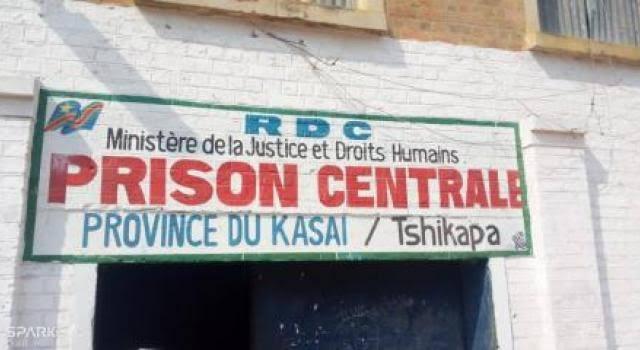 RDC
Ministère de la Justice et Droits Humains
PRISON CENTRALE
PROVINCE DU KASAI / Tshikapa
SPARK